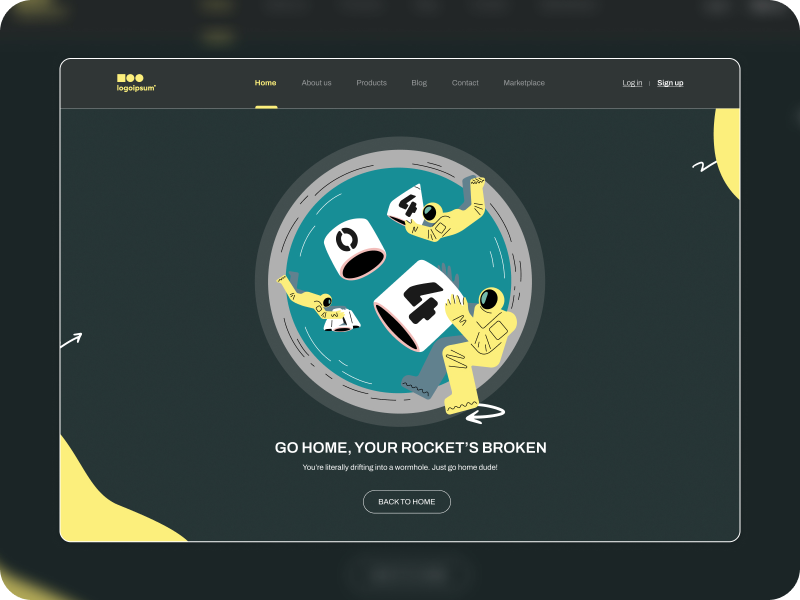 logoipsum
Home
About us
Products
Blog
Contact
Marketplace
Log in | Sign up
4
0
4
GO HOME, YOUR ROCKET'S BROKEN
You're literally drifting into a wormhole. Just go home dude!
BACK TO HOME